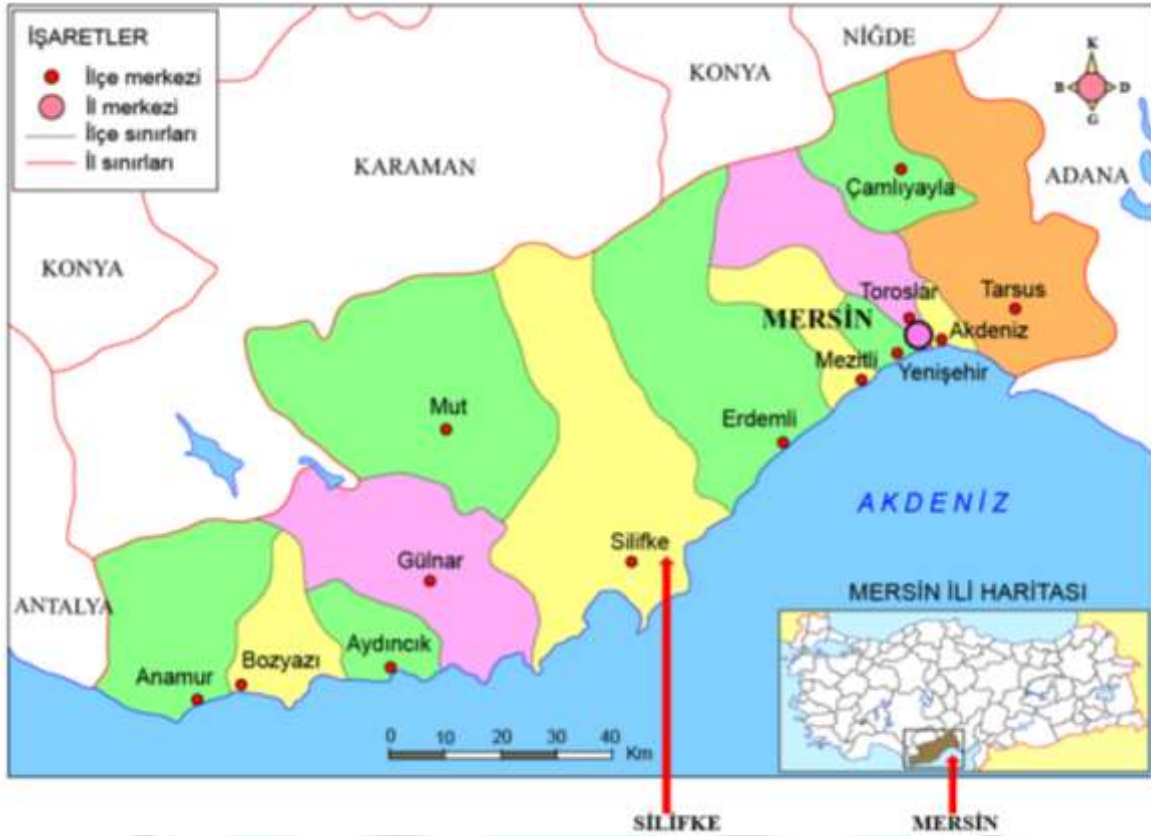 İŞARETLER
İlçe merkezi
İl merkezi
İlçe sınırları
İl sınırları
NİĞDE
KONYA
K
B D
G
KARAMAN
ADANA
Çamlıyayla
KONYA
Toroslar
Tarsus
MERSİN
Akdeniz
Mezitli
Yenişehir
Mut
Erdemli
AKDENİZ
Silifke
Gülnar
MERSİN İLİ HARİTASI
ANTALYA
Aydıncık
Bozyazı
Anamur
0 10 20 30 40
Km
SİLİFKE
MERSİN